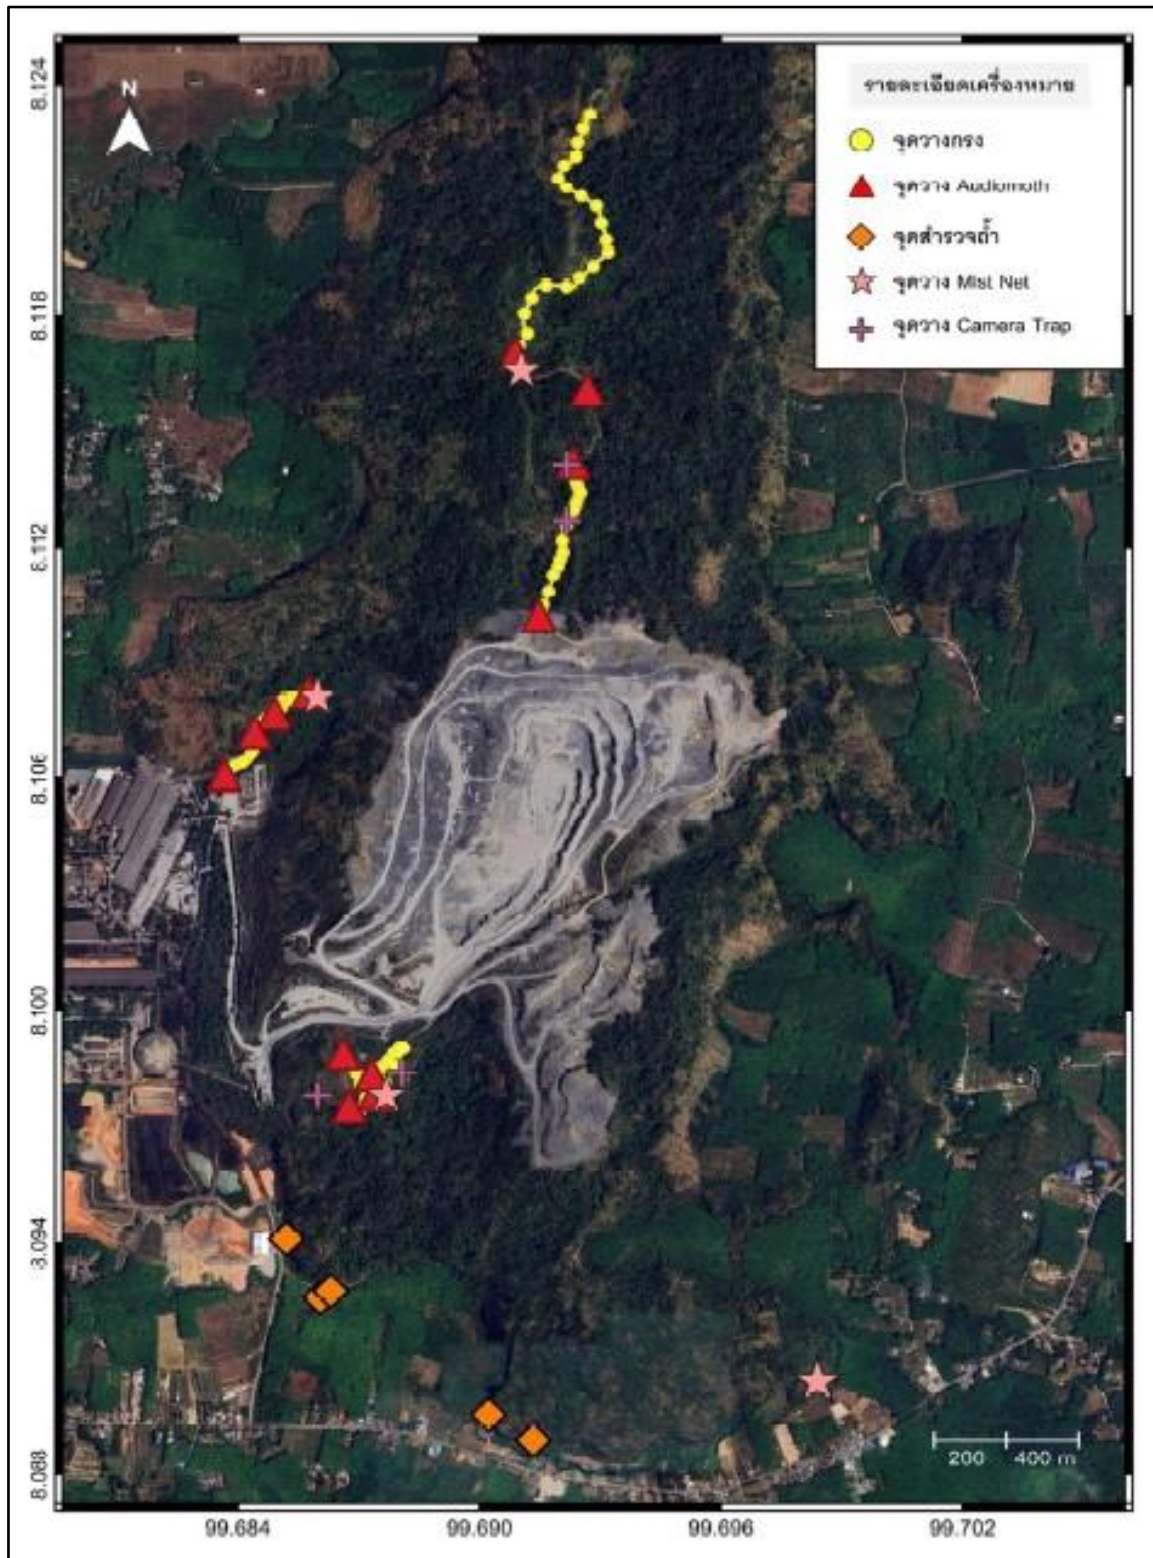 8.124
N
รายละเอียดเครื่องหมาย
จุดวางกรง
จุดวาง Audiomoth
จุดสำรวจถ้ำ
จุดวาง Mist Net
จุดวาง Camera Trap
8.118
8.112
8.106
8.100
8.094
8.088
200 400 m
99.684 99.690 99.696 99.702